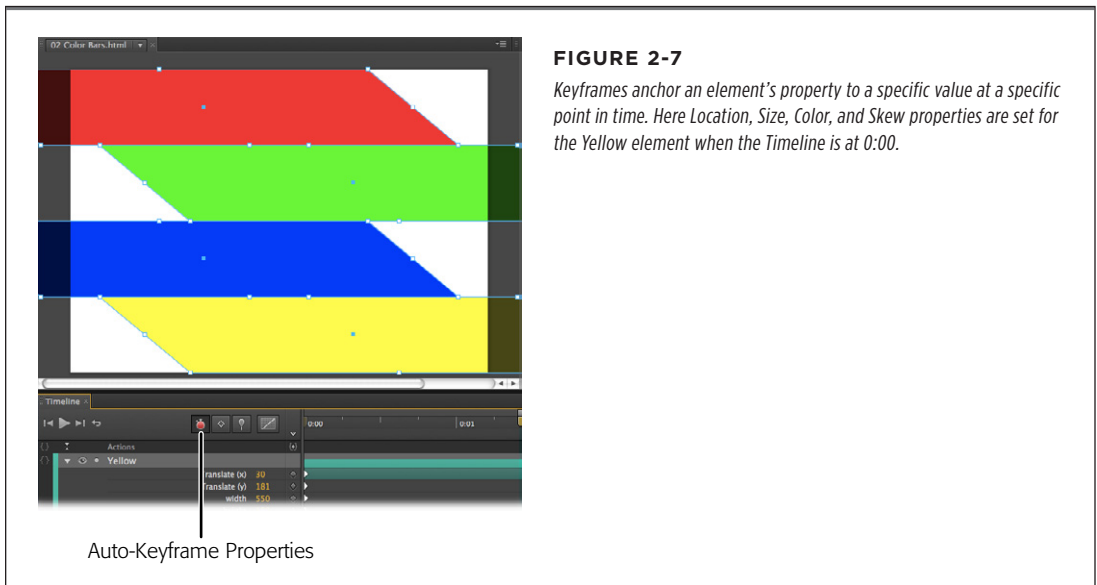 02 Color Bars.html
FIGURE 2-7
Keyframes anchor an element's property to a specific value at a specific
point in time. Here Location, Size, Color, and Skew properties are set for
the Yellow element when the Timeline is at 0:00.
Timeline
0:00
0:01
Actions
Yellow
Translate (x) 30
Translate (y) 181
width 550
Auto-Keyframe Properties